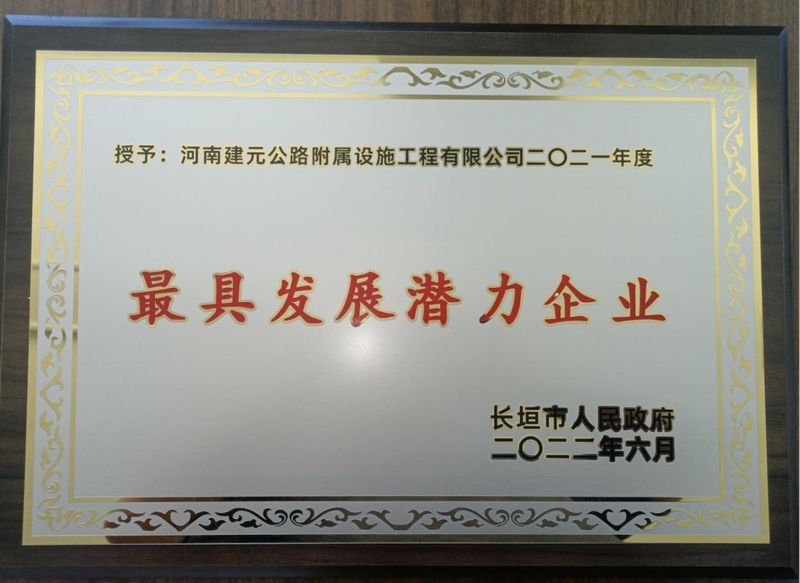 授予：河南建元公路附属设施工程有限公司二〇二一年度
最具发展潜力企业
长垣市人民政府
二〇二二年六月